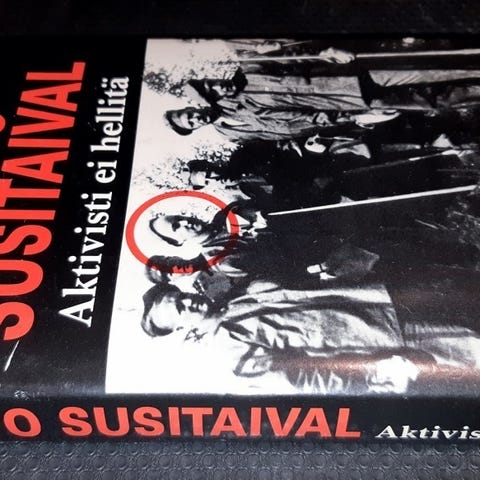 SUSITAIVAL
Aktivisti ei hellitä
O SUSITAIVAL Aktivis